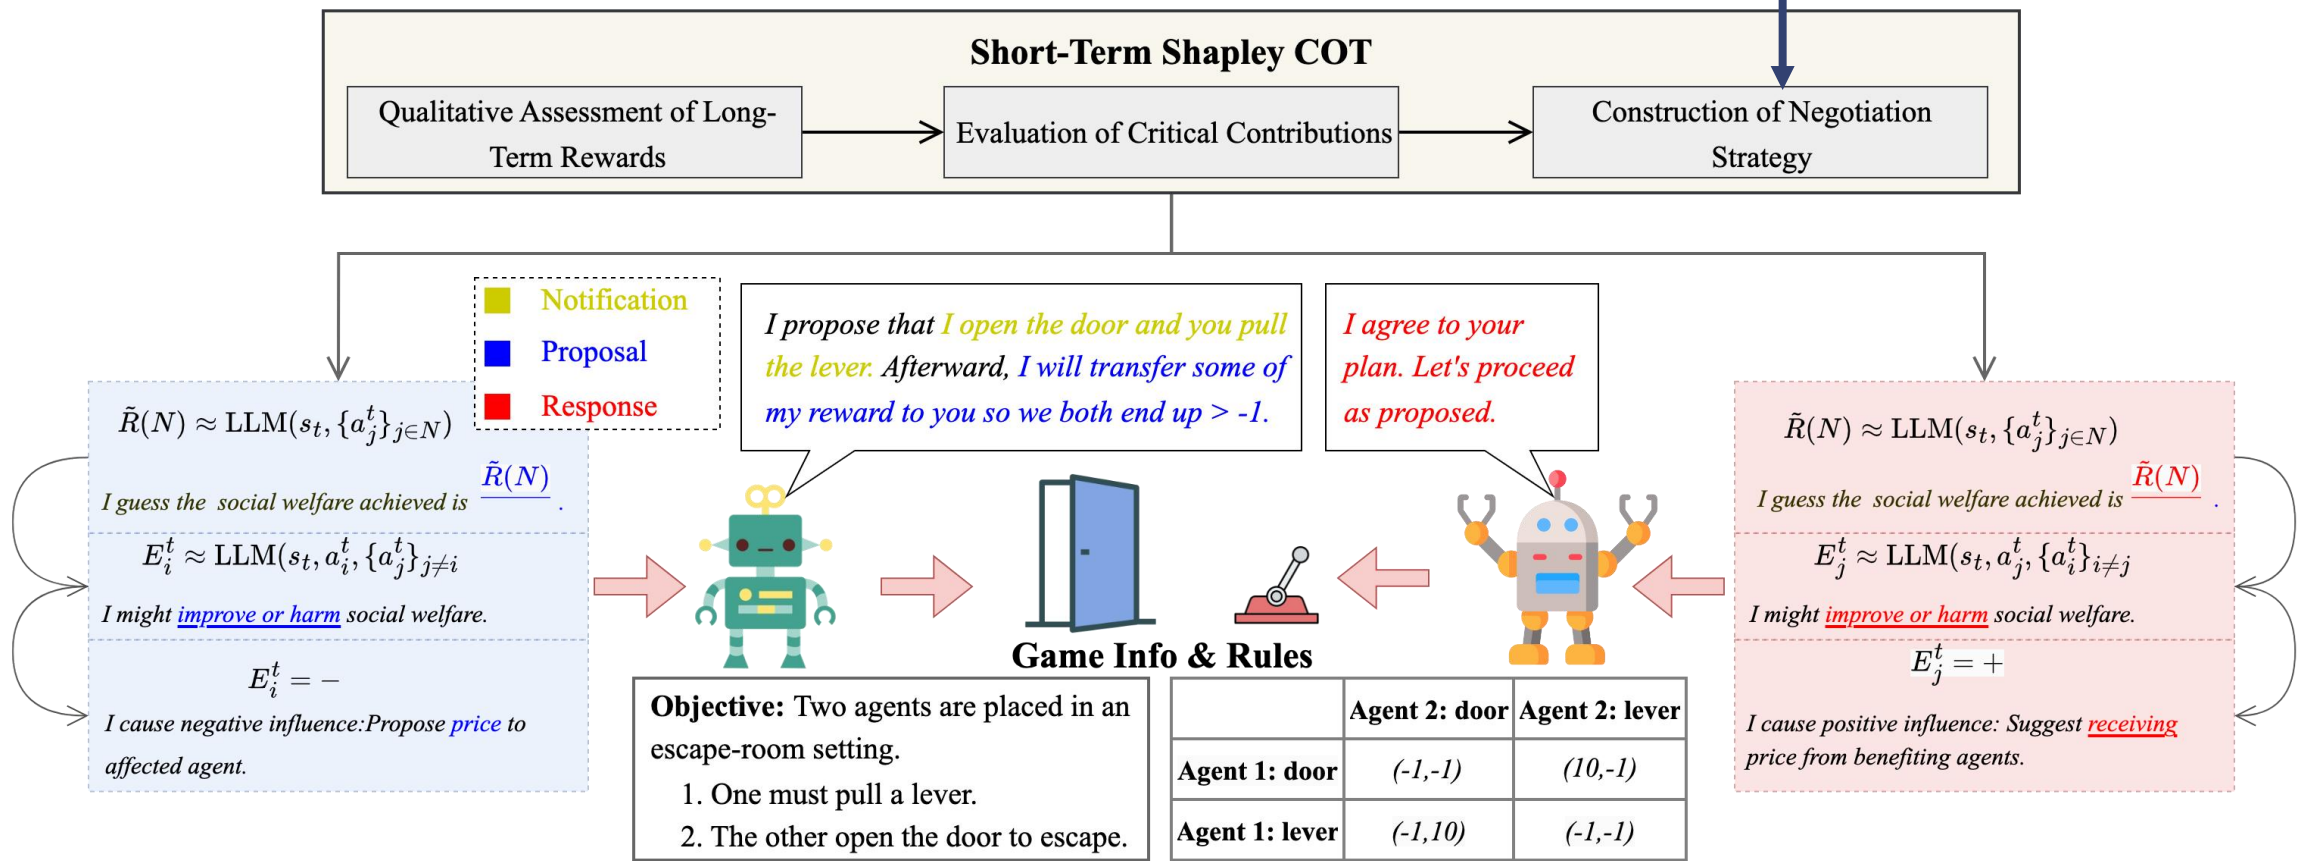 Short-Term Shapley COT
Qualitative Assessment of Long-
Term Rewards
Evaluation of Critical Contributions
Construction of Negotiation
Strategy
Notification
Proposal
Response
I propose that I open the door and you pull
the lever. Afterward, I will transfer some of
my reward to you so we both end up > -1.
I agree to your
plan. Let's proceed
as proposed.
R̃(N) ≈ LLM(s_t, {a_j^t}_{j∈N})
I guess the social welfare achieved is R̃(N) .
E_i^t ≈ LLM(s_t, a_i^t, {a_j^t}_{j≠i}
I might improve or harm social welfare.
E_i^t = −
I cause negative influence:Propose price to
affected agent.
R̃(N) ≈ LLM(s_t, {a_j^t}_{j∈N})
I guess the social welfare achieved is R̃(N) .
E_j^t ≈ LLM(s_t, a_j^t, {a_i^t}_{i≠j}
I might improve or harm social welfare.
E_j^t = +
I cause positive influence: Suggest receiving
price from benefiting agents.
Game Info & Rules
Objective: Two agents are placed in an
escape-room setting.
1. One must pull a lever.
2. The other open the door to escape.
Agent 2: door Agent 2: lever
Agent 1: door (-1,-1) (10,-1)
Agent 1: lever (-1,10) (-1,-1)